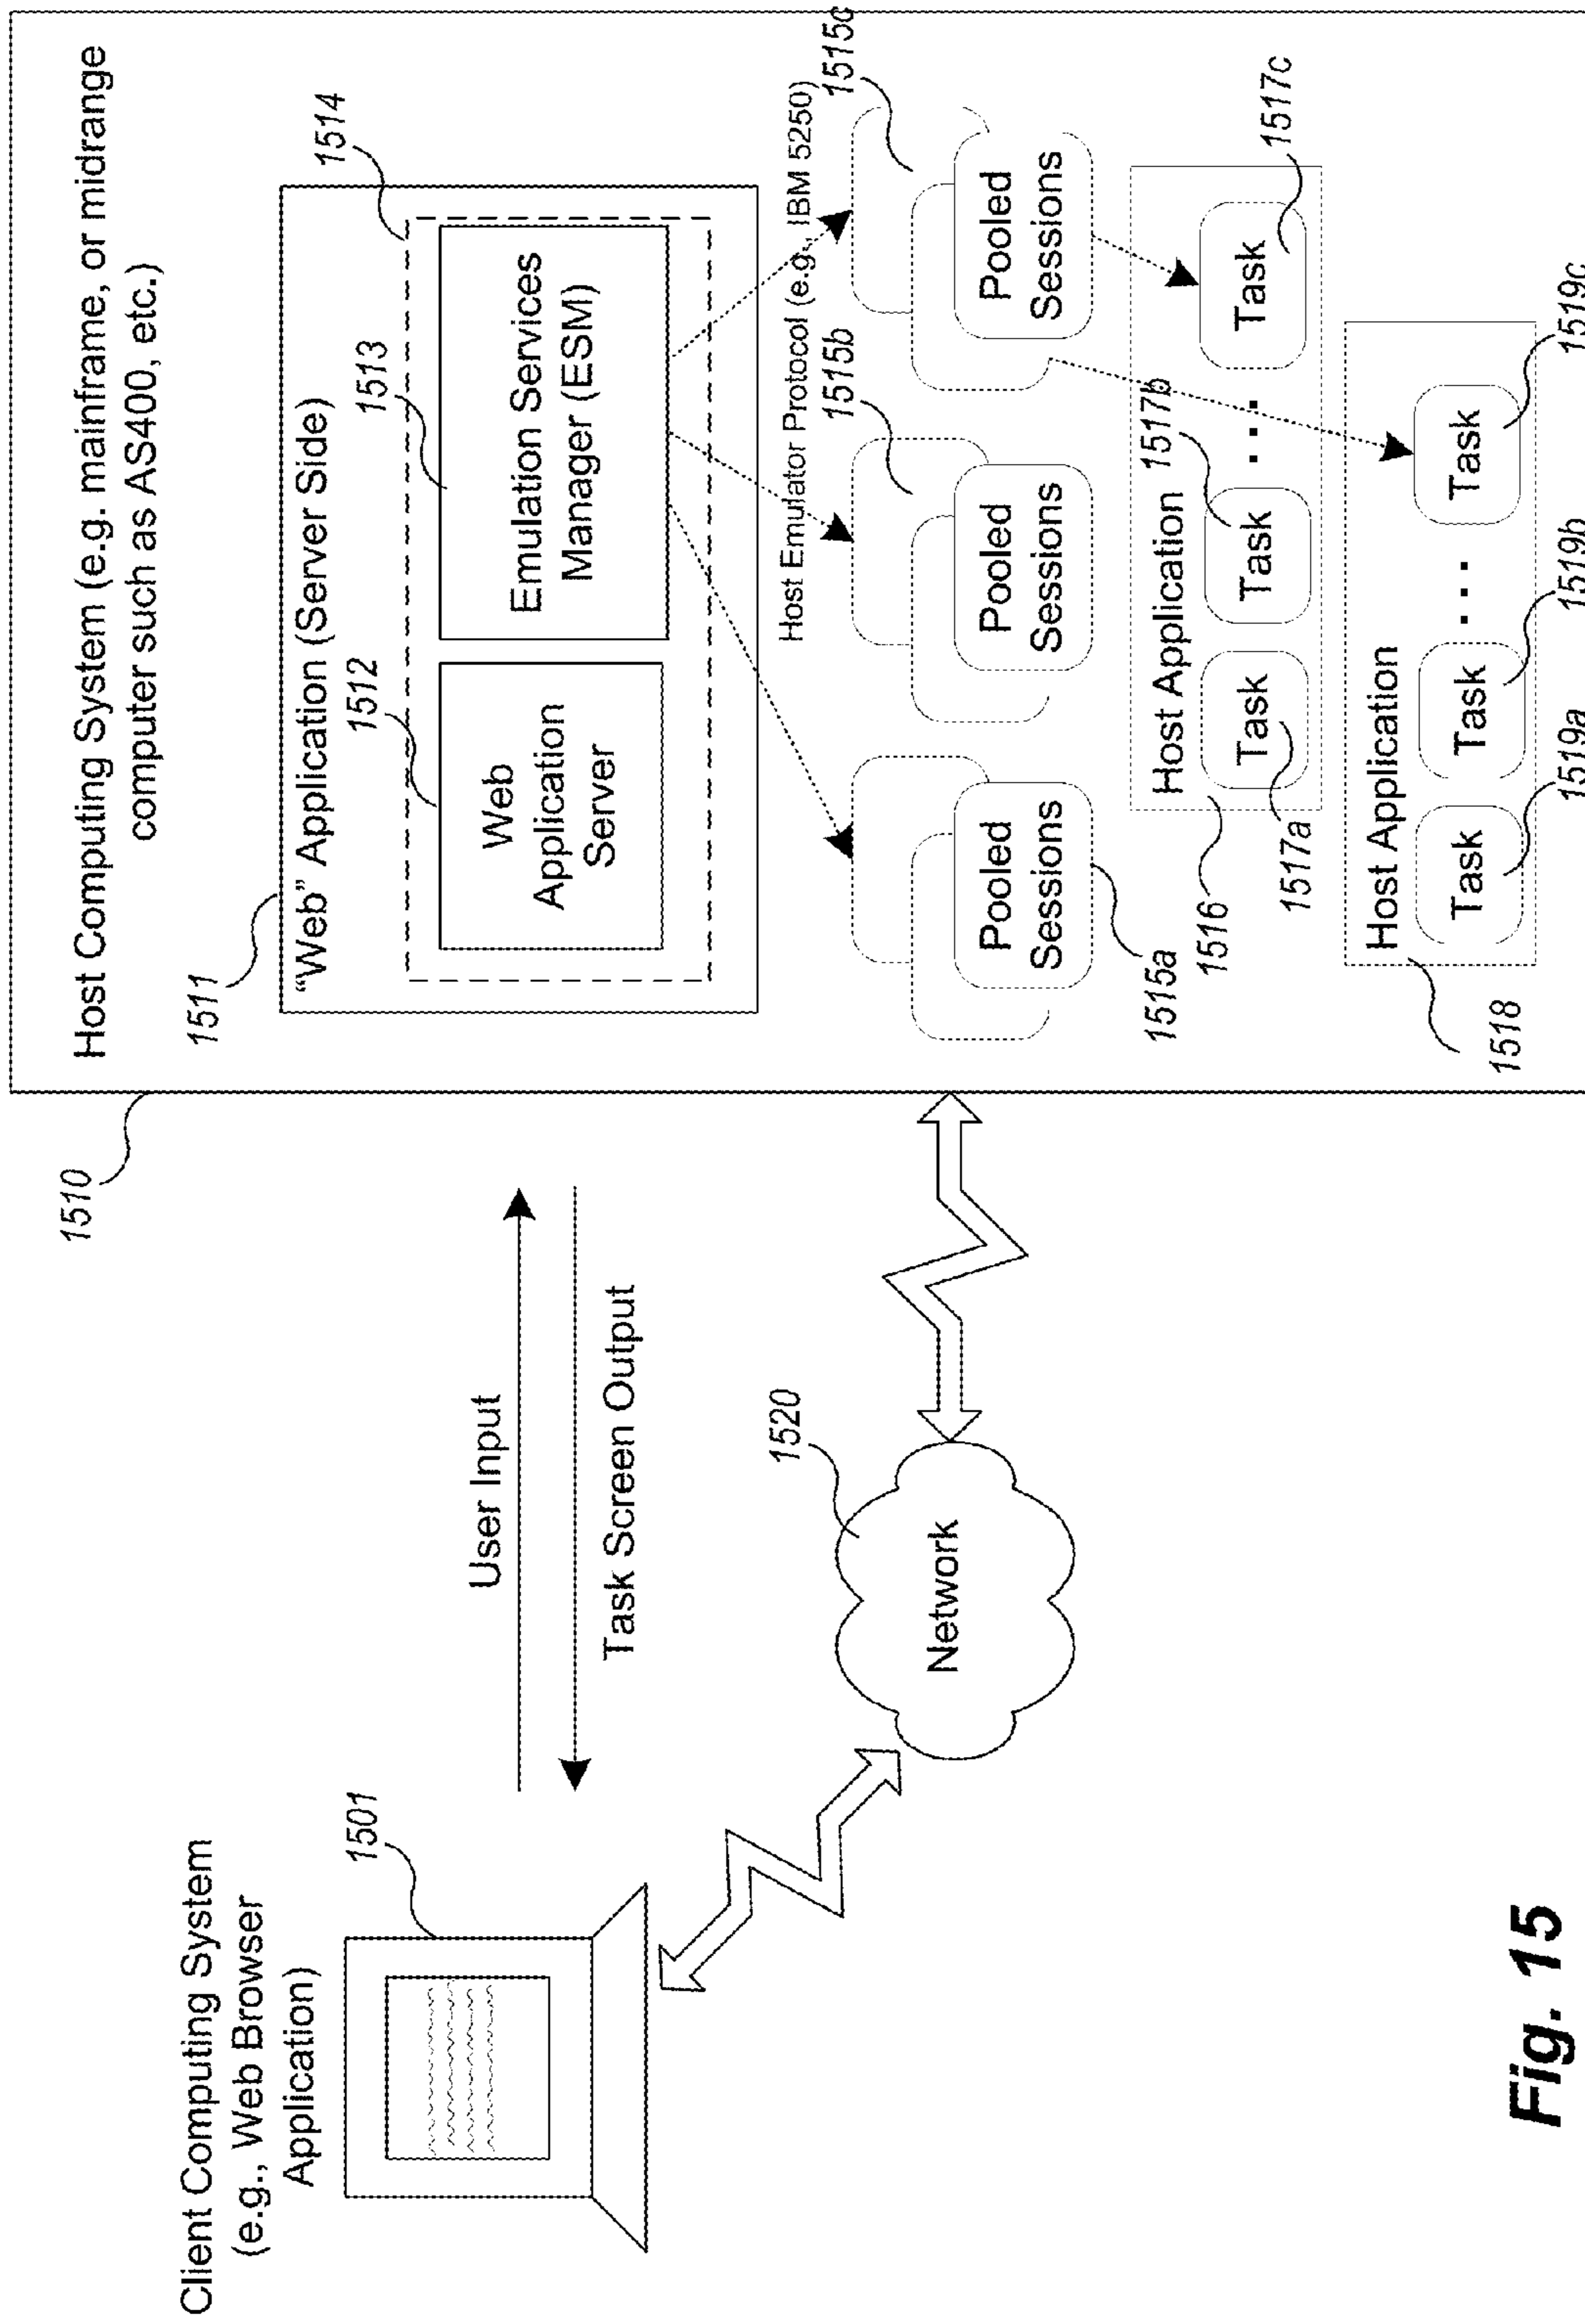 Client Computing System
(e.g., Web Browser
Application)
1501
User Input
Task Screen Output
Network
1520
1510
Host Computing System (e.g. mainframe, or midrange
computer such as AS400, etc.)
1511
“Web” Application (Server Side)
1512
1513
1514
Web
Application
Server
Emulation Services
Manager (ESM)
Host Emulator Protocol (e.g., IBM 5250)
1515b
1515c
Pooled
Sessions
Pooled
Sessions
Pooled
Sessions
1515a
Host Application
1517b
Task
Task
...
Task
1516
1517a
1517c
Host Application
Task
Task
...
Task
1518
1519a
1519b
1519c
Fig. 15